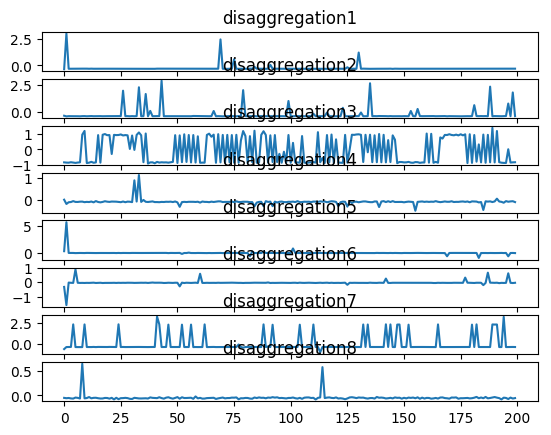 disaggregation1
2.5
0.0
disaggregation2
2.5
0.0
disaggregation3
1
0
−1
disaggregation4
1
0
disaggregation5
5
0
disaggregation6
1
0
−1
disaggregation7
2.5
0.0
disaggregation8
0.5
0.0
0 25 50 75 100 125 150 175 200